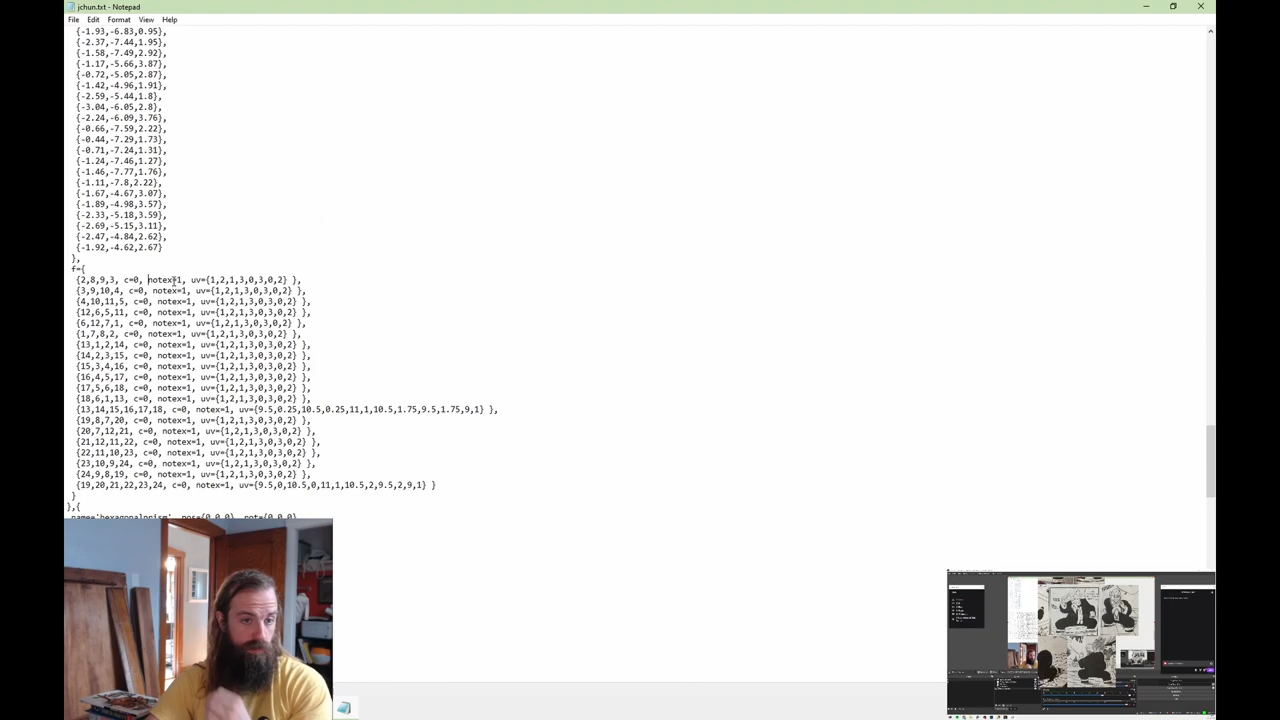 jchun.txt - Notepad
File Edit Format View Help
{-1.93,-6.83,0.95},
{-2.37,-7.44,1.95},
{-1.58,-7.49,2.92},
{-1.17,-5.66,3.87},
{-0.72,-5.05,2.87},
{-1.42,-4.96,1.91},
{-2.59,-5.44,1.8},
{-3.04,-6.05,2.8},
{-2.24,-6.09,3.76},
{-0.66,-7.59,2.22},
{-0.44,-7.29,1.73},
{-0.71,-7.24,1.31},
{-1.24,-7.46,1.27},
{-1.46,-7.77,1.76},
{-1.11,-7.8,2.22},
{-1.67,-4.67,3.07},
{-1.89,-4.98,3.57},
{-2.33,-5.18,3.59},
{-2.69,-5.15,3.11},
{-2.47,-4.84,2.62},
{-1.92,-4.62,2.67}
},
f={
{2,8,9,3, c=0, notex=1, uv={1,2,1,3,0,3,0,2} },
{3,9,10,4, c=0, notex=1, uv={1,2,1,3,0,3,0,2} },
{4,10,11,5, c=0, notex=1, uv={1,2,1,3,0,3,0,2} },
{12,6,5,11, c=0, notex=1, uv={1,2,1,3,0,3,0,2} },
{6,12,7,1, c=0, notex=1, uv={1,2,1,3,0,3,0,2} },
{1,7,8,2, c=0, notex=1, uv={1,2,1,3,0,3,0,2} },
{13,1,2,14, c=0, notex=1, uv={1,2,1,3,0,3,0,2} },
{14,2,3,15, c=0, notex=1, uv={1,2,1,3,0,3,0,2} },
{15,3,4,16, c=0, notex=1, uv={1,2,1,3,0,3,0,2} },
{16,4,5,17, c=0, notex=1, uv={1,2,1,3,0,3,0,2} },
{17,5,6,18, c=0, notex=1, uv={1,2,1,3,0,3,0,2} },
{18,6,1,13, c=0, notex=1, uv={1,2,1,3,0,3,0,2} },
{13,14,15,16,17,18, c=0, notex=1, uv={9.5,0.25,10.5,0.25,11,1,10.5,1.75,9.5,1.75,9,1} },
{19,8,7,20, c=0, notex=1, uv={1,2,1,3,0,3,0,2} },
{20,7,12,21, c=0, notex=1, uv={1,2,1,3,0,3,0,2} },
{21,12,11,22, c=0, notex=1, uv={1,2,1,3,0,3,0,2} },
{22,11,10,23, c=0, notex=1, uv={1,2,1,3,0,3,0,2} },
{23,10,9,24, c=0, notex=1, uv={1,2,1,3,0,3,0,2} },
{24,9,8,19, c=0, notex=1, uv={1,2,1,3,0,3,0,2} },
{19,20,21,22,23,24, c=0, notex=1, uv={9.5,0,10.5,0,11,1,10.5,2,9.5,2,9,1} }
}
},{
name='hexagonalprism', pos={0,0,0}, rot={0,0,0},